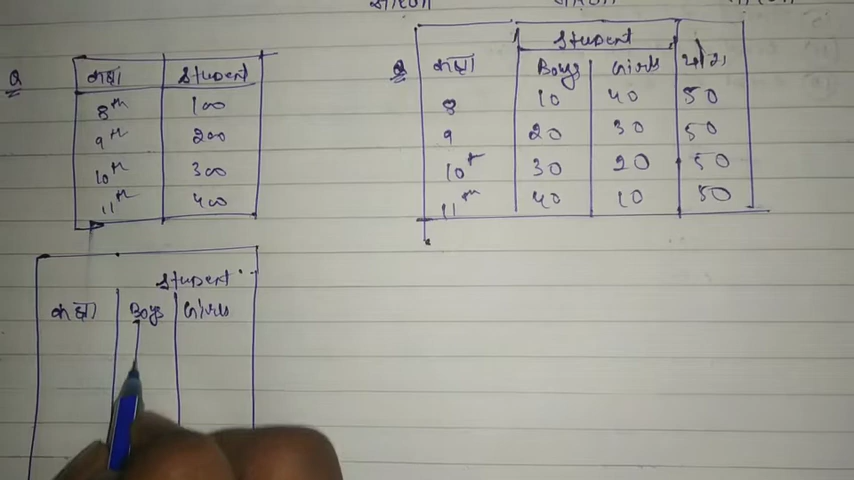 Q
कक्षा Student
8th 100
9th 200
10th 300
11th 400
Q
Student
कक्षा Boys Girls योग
8 10 40 50
9 20 30 50
10th 30 20 50
11th 40 10 50
Student
कक्षा Boys Girls